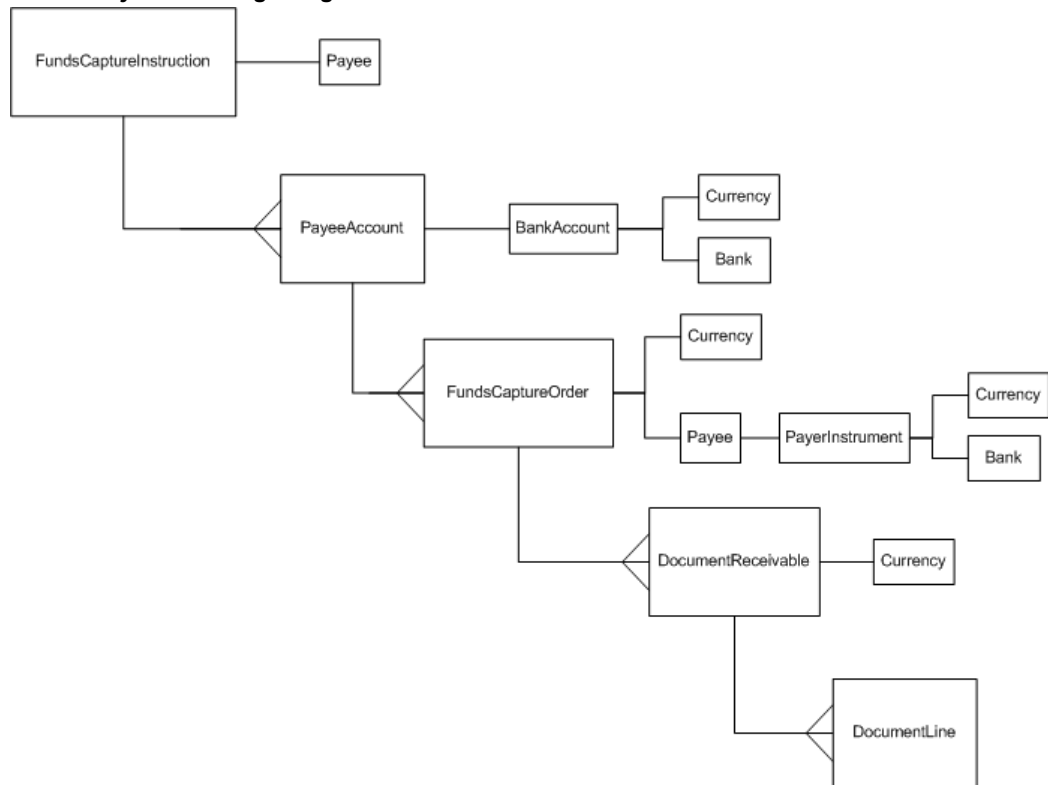 FundsCaptureInstruction
Payee
PayeeAccount
BankAccount
Currency
Bank
FundsCaptureOrder
Currency
Payee
PayerInstrument
Currency
Bank
DocumentReceivable
Currency
DocumentLine